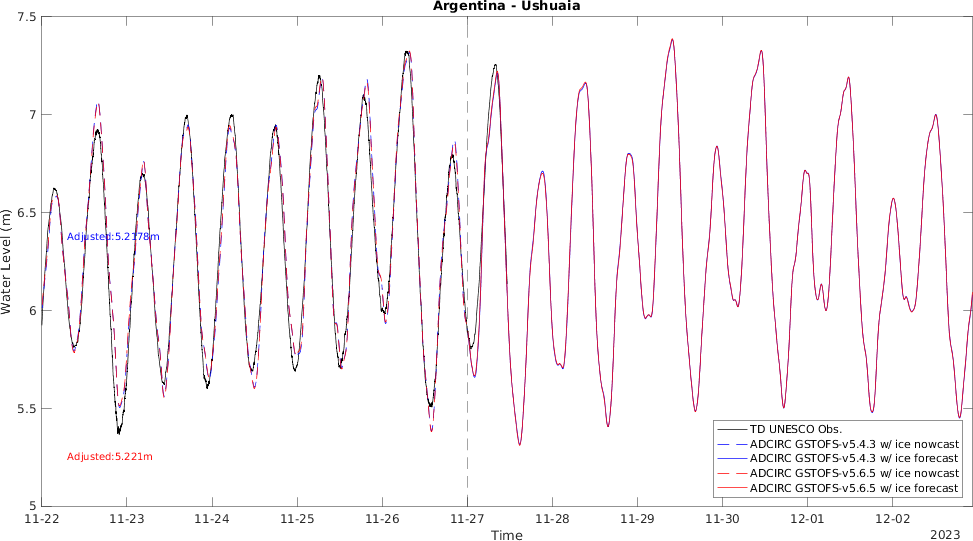 Argentina - Ushuaia
7.5
7
6.5
6
5.5
5
Water Level (m)
Adjusted:5.2178m
Adjusted:5.221m
TD UNESCO Obs.
ADCIRC GSTOFS-v5.4.3 w/ ice nowcast
ADCIRC GSTOFS-v5.4.3 w/ ice forecast
ADCIRC GSTOFS-v5.6.5 w/ ice nowcast
ADCIRC GSTOFS-v5.6.5 w/ ice forecast
11-22 11-23 11-24 11-25 11-26 11-27 11-28 11-29 11-30 12-01 12-02
Time
2023